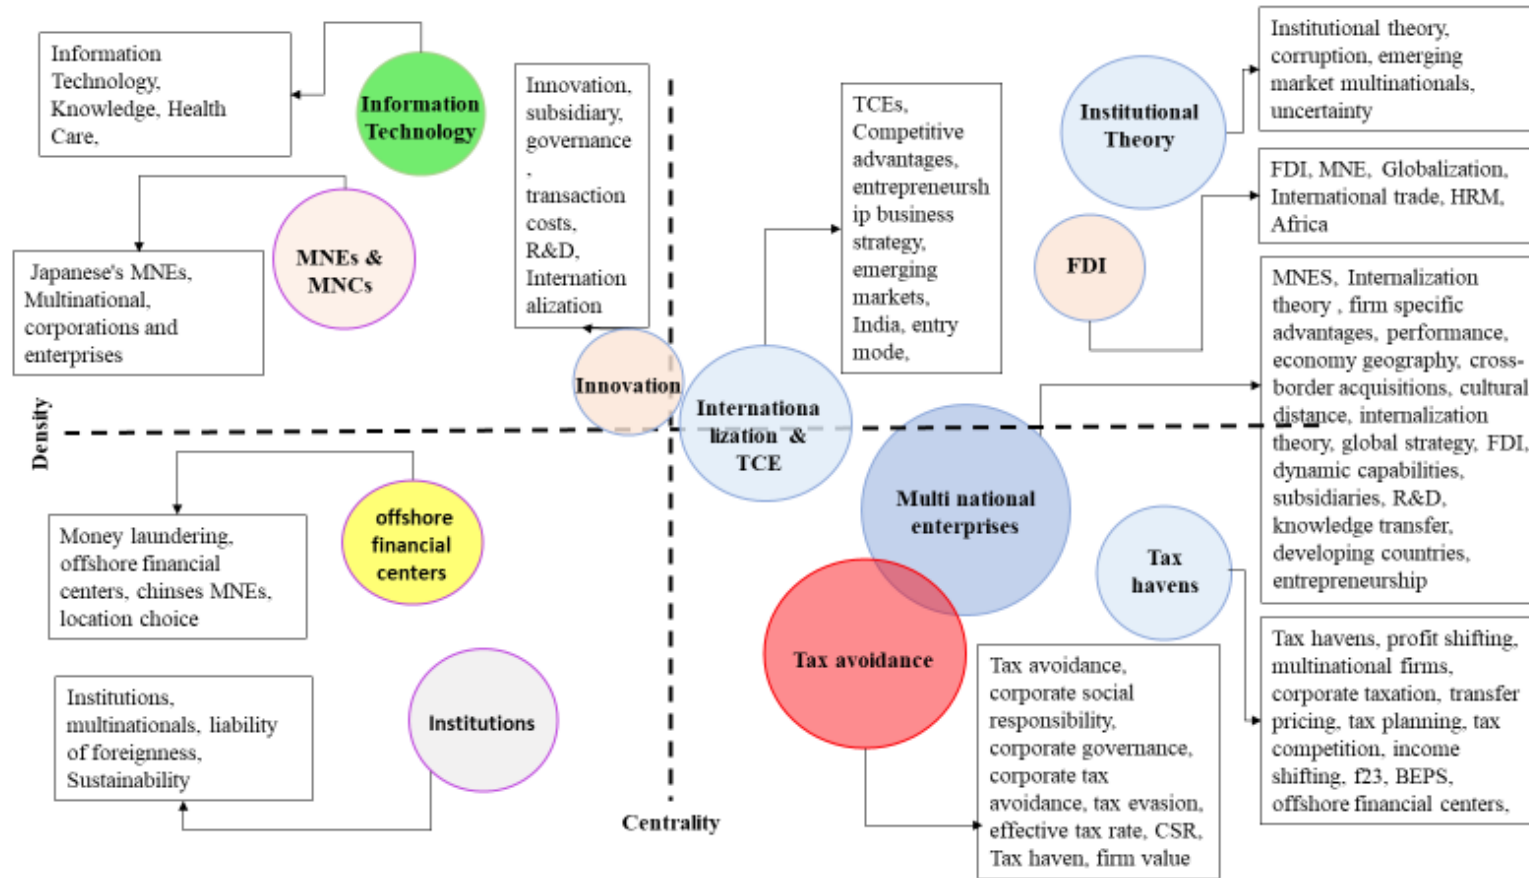 Information
Technology,
Knowledge, Health
Care,
Information
Technology
Japanese's MNEs,
Multinational,
corporations and
enterprises
MNEs &
MNCs
Innovation,
subsidiary,
governance
,
transaction
costs,
R&D,
Internation
alization
Innovation
TCEs,
Competitive
advantages,
entrepreneursh
ip business
strategy,
emerging
markets,
India, entry
mode,
Internationa
lization &
TCE
Institutional
Theory
Institutional theory,
corruption, emerging
market multinationals,
uncertainty
FDI
FDI, MNE, Globalization,
International trade, HRM,
Africa
Multi national
enterprises
MNES, Internalization
theory , firm specific
advantages, performance,
economy geography, cross-
border acquisitions, cultural
distance, internalization
theory, global strategy, FDI,
dynamic capabilities,
subsidiaries, R&D,
knowledge transfer,
developing countries,
entrepreneurship
Density
offshore
financial
centers
Money laundering,
offshore financial
centers, chinses MNEs,
location choice
Institutions
Institutions,
multinationals, liability
of foreignness,
Sustainability
Centrality
Tax avoidance
Tax avoidance,
corporate social
responsibility,
corporate governance,
corporate tax
avoidance, tax evasion,
effective tax rate, CSR,
Tax haven, firm value
Tax
havens
Tax havens, profit shifting,
multinational firms,
corporate taxation, transfer
pricing, tax planning, tax
competition, income
shifting, f23, BEPS,
offshore financial centers,